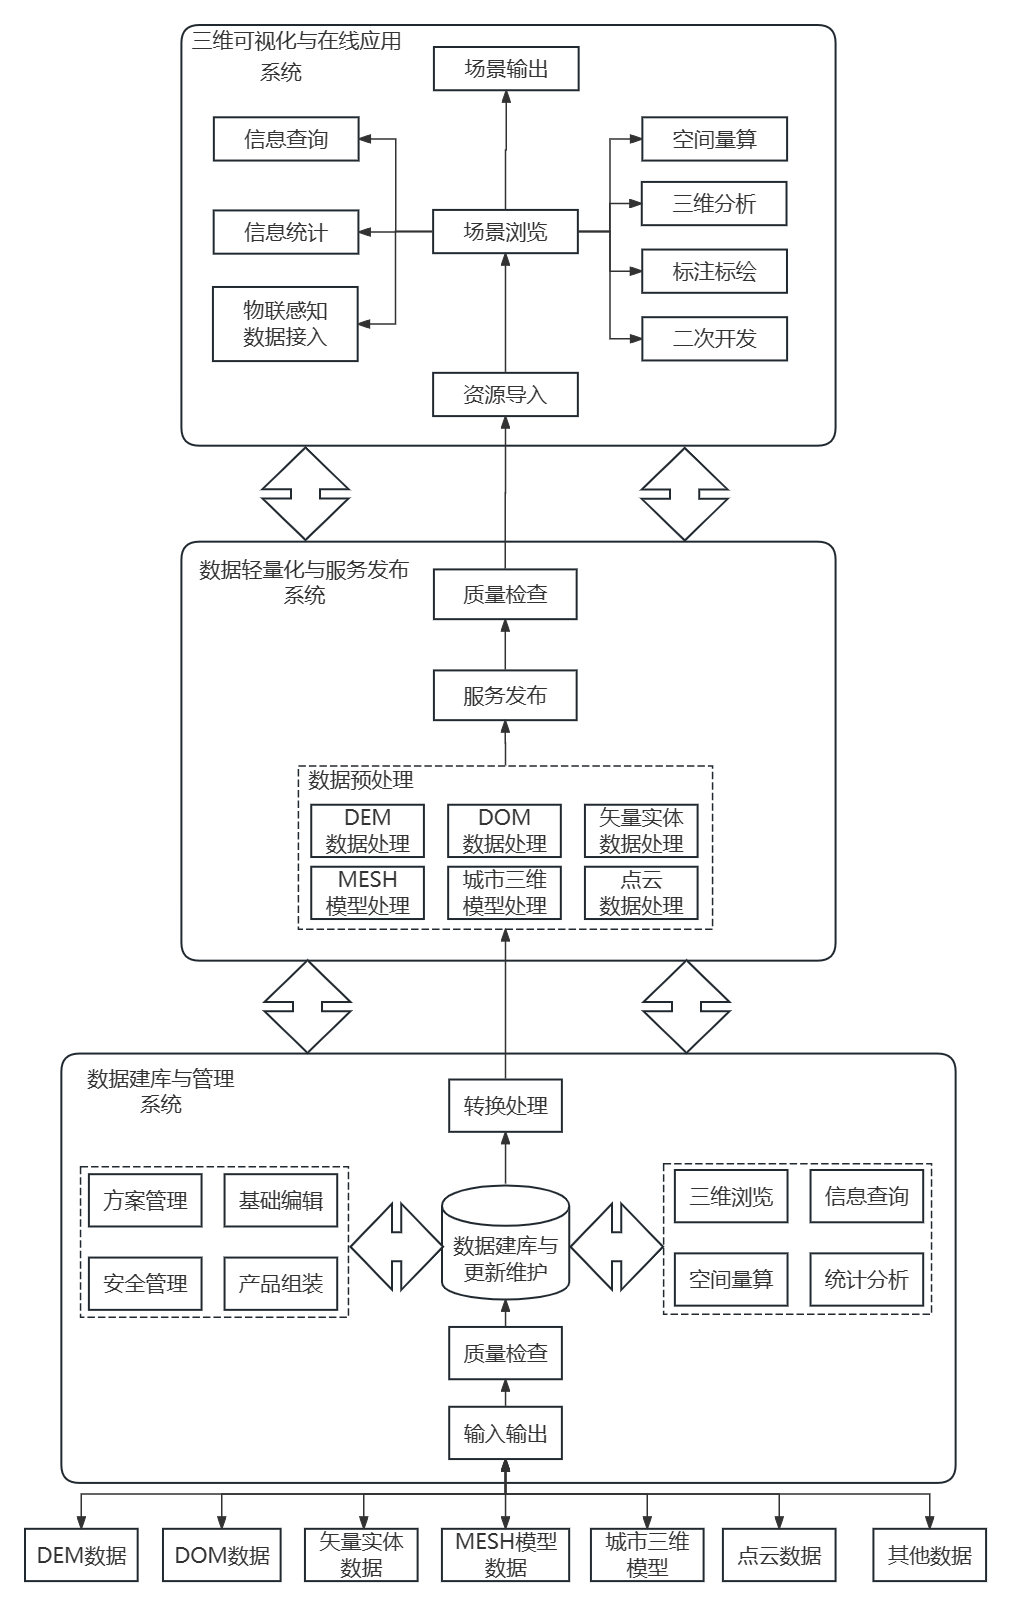 三维可视化与在线应用
系统
场景输出
信息查询
空间量算
三维分析
信息统计
场景浏览
标注标绘
物联感知
数据接入
二次开发
资源导入
数据轻量化与服务发布
系统
质量检查
服务发布
数据预处理
DEM
数据处理
DOM
数据处理
矢量实体
数据处理
MESH
模型处理
城市三维
模型处理
点云
数据处理
数据建库与管理
系统
转换处理
方案管理
基础编辑
安全管理
产品组装
数据建库与
更新维护
三维浏览
信息查询
空间量算
统计分析
质量检查
输入输出
DEM数据
DOM数据
矢量实体
数据
MESH模型
数据
城市三维
模型
点云数据
其他数据